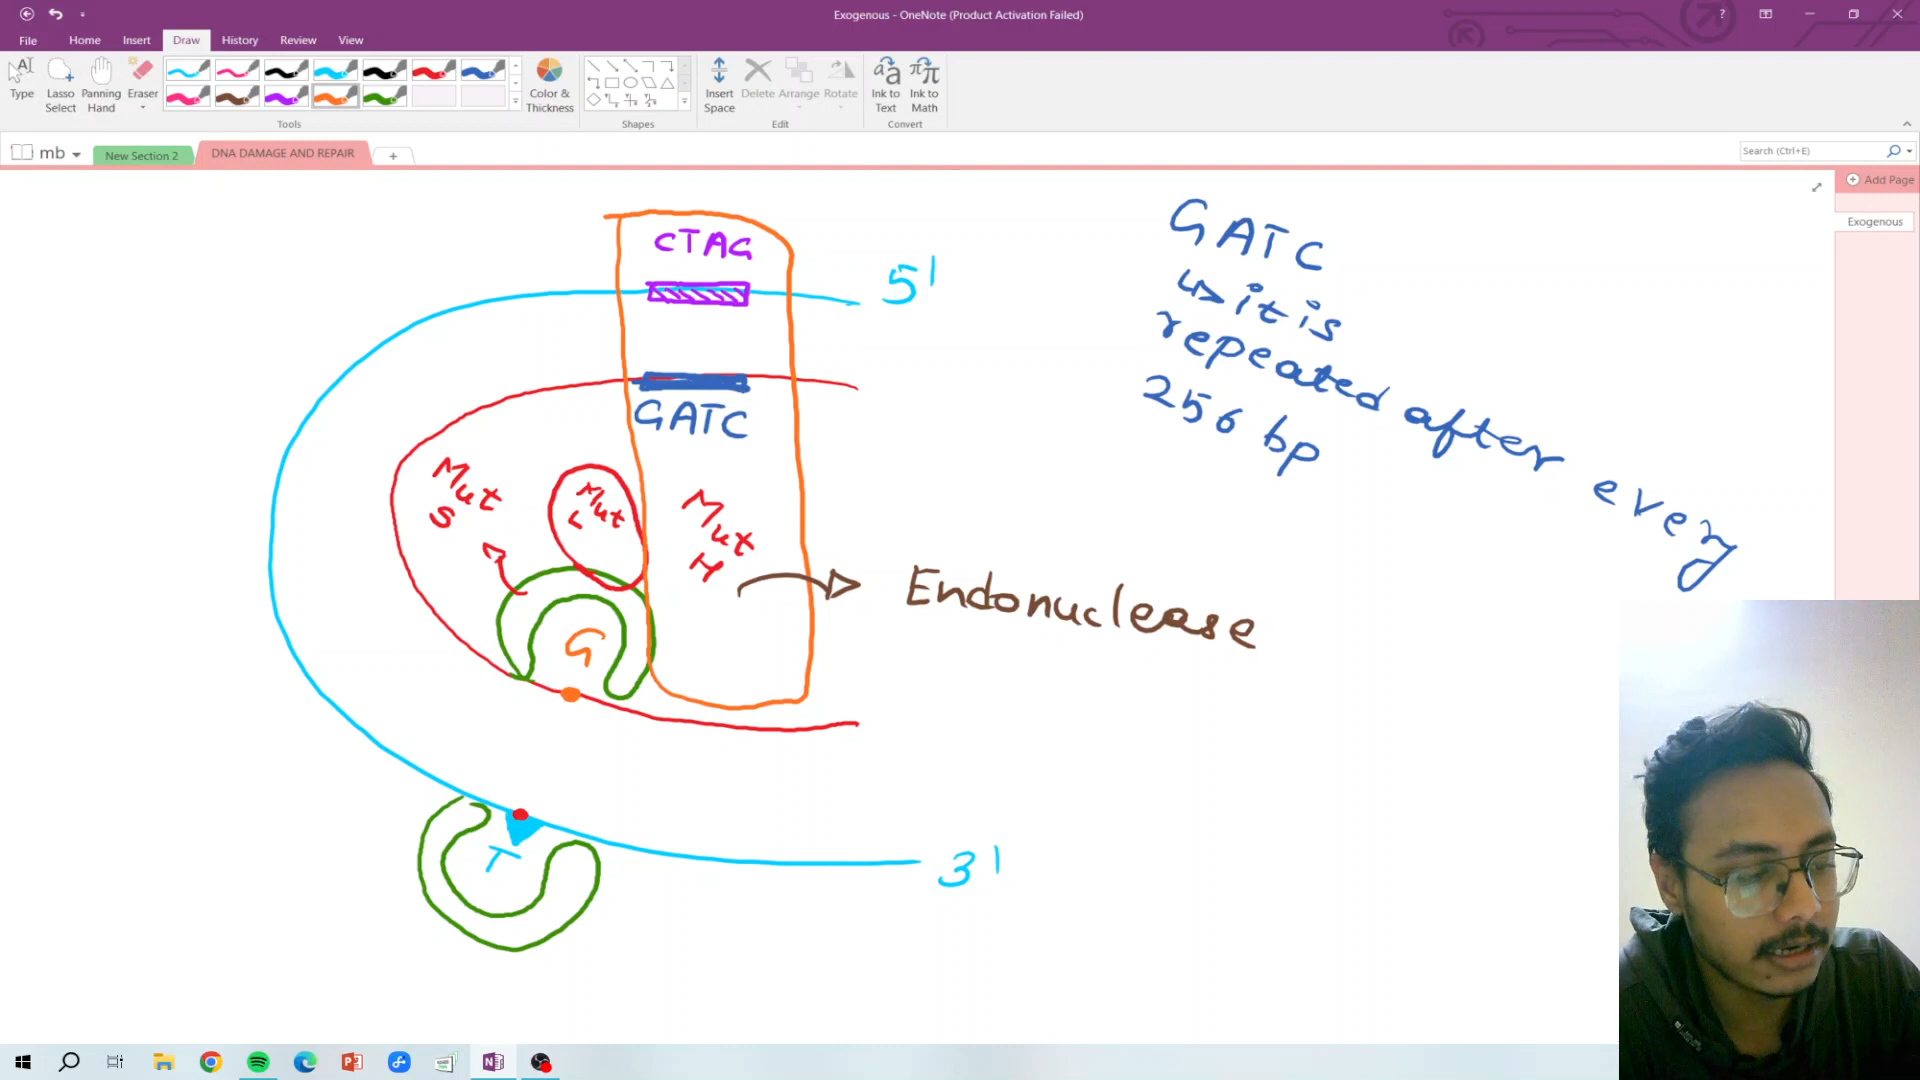 Exogenous - OneNote (Product Activation Failed)
File
Home
Insert
Draw
History
Review
View
Type
Lasso
Select
Panning
Hand
Eraser
Color &
Thickness
Insert
Space
Delete
Arrange
Rotate
Ink to
Text
Ink to
Math
Tools
Shapes
Edit
Convert
mb
New Section 2
DNA DAMAGE AND REPAIR
Search (Ctrl+E)
Add Page
Exogenous
CTAG
5'
GATC
it is
repeated after every
256 bp
GATC
Mut
S
Mut
L
Mut
H
Endonuclease
G
T
3'